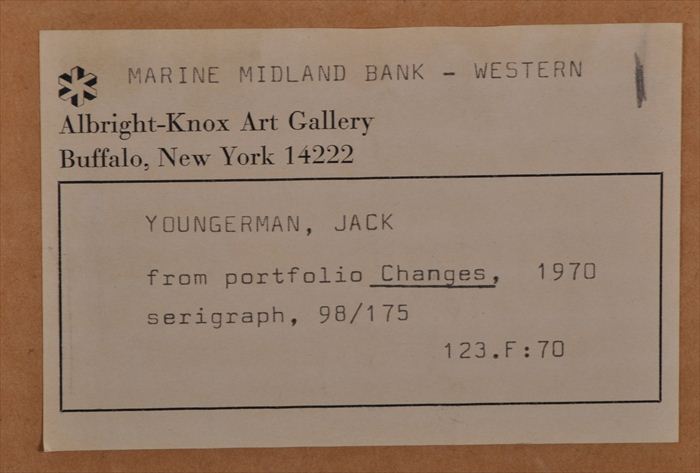 MARINE MIDLAND BANK - WESTERN
Albright-Knox Art Gallery
Buffalo, New York 14222
YOUNGERMAN, JACK
from portfolio Changes, 1970
serigraph, 98/175
123.F:70